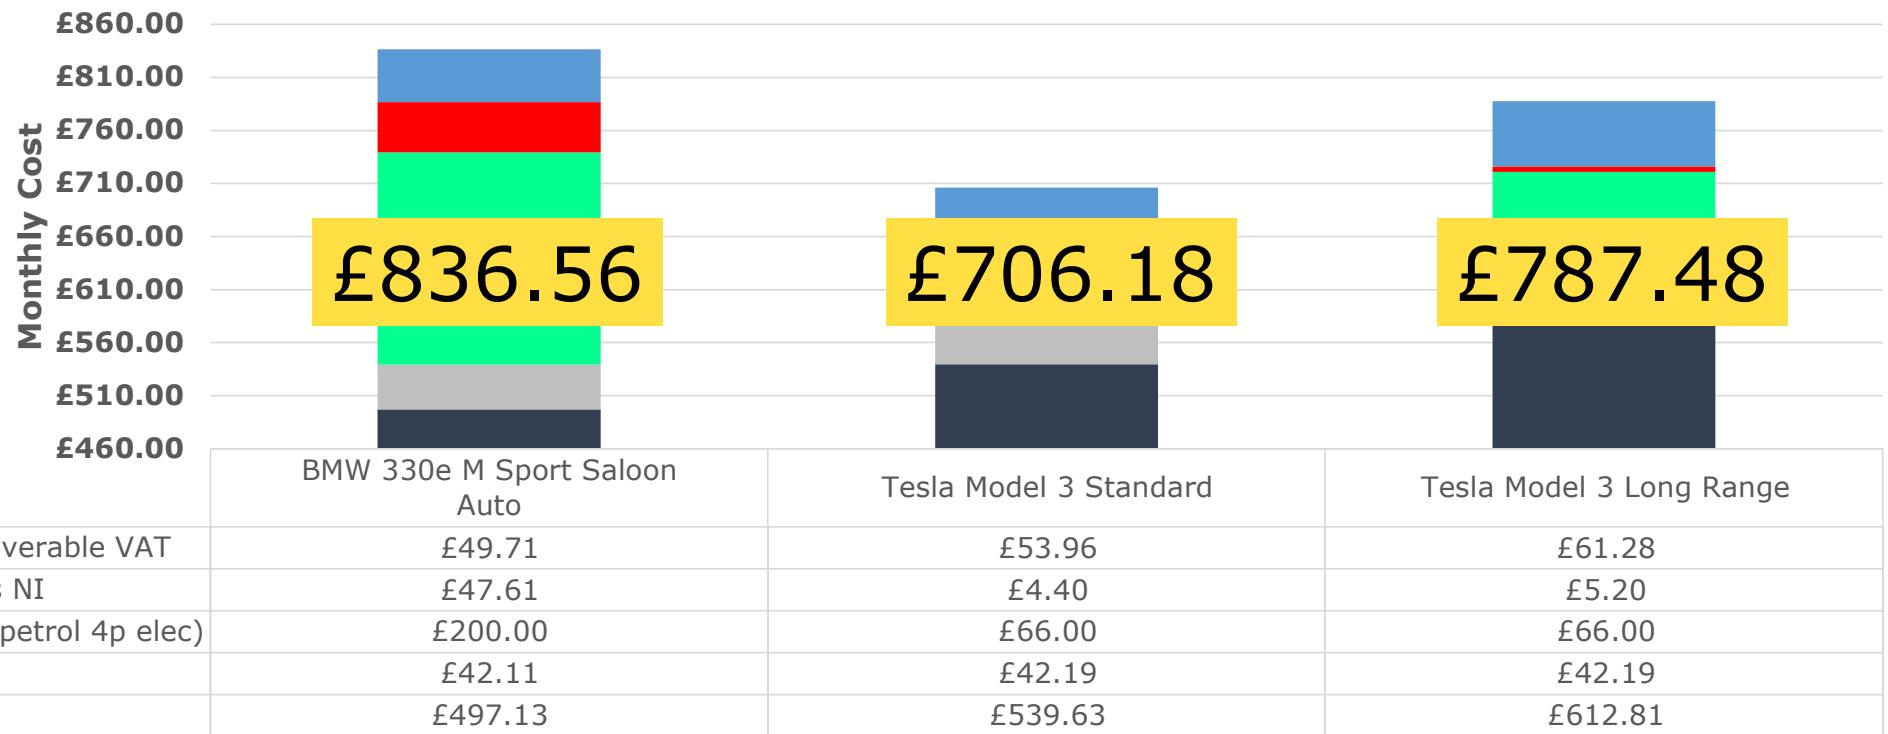 £860.00
£810.00
£760.00
£710.00
£660.00
£610.00
£560.00
£510.00
£460.00
Monthly Cost
£836.56
£706.18
£787.48
BMW 330e M Sport Saloon
Auto
Tesla Model 3 Standard
Tesla Model 3 Long Range
verable VAT £49.71 £53.96 £61.28
s NI £47.61 £4.40 £5.20
petrol 4p elec) £200.00 £66.00 £66.00
£42.11 £42.19 £42.19
£497.13 £539.63 £612.81